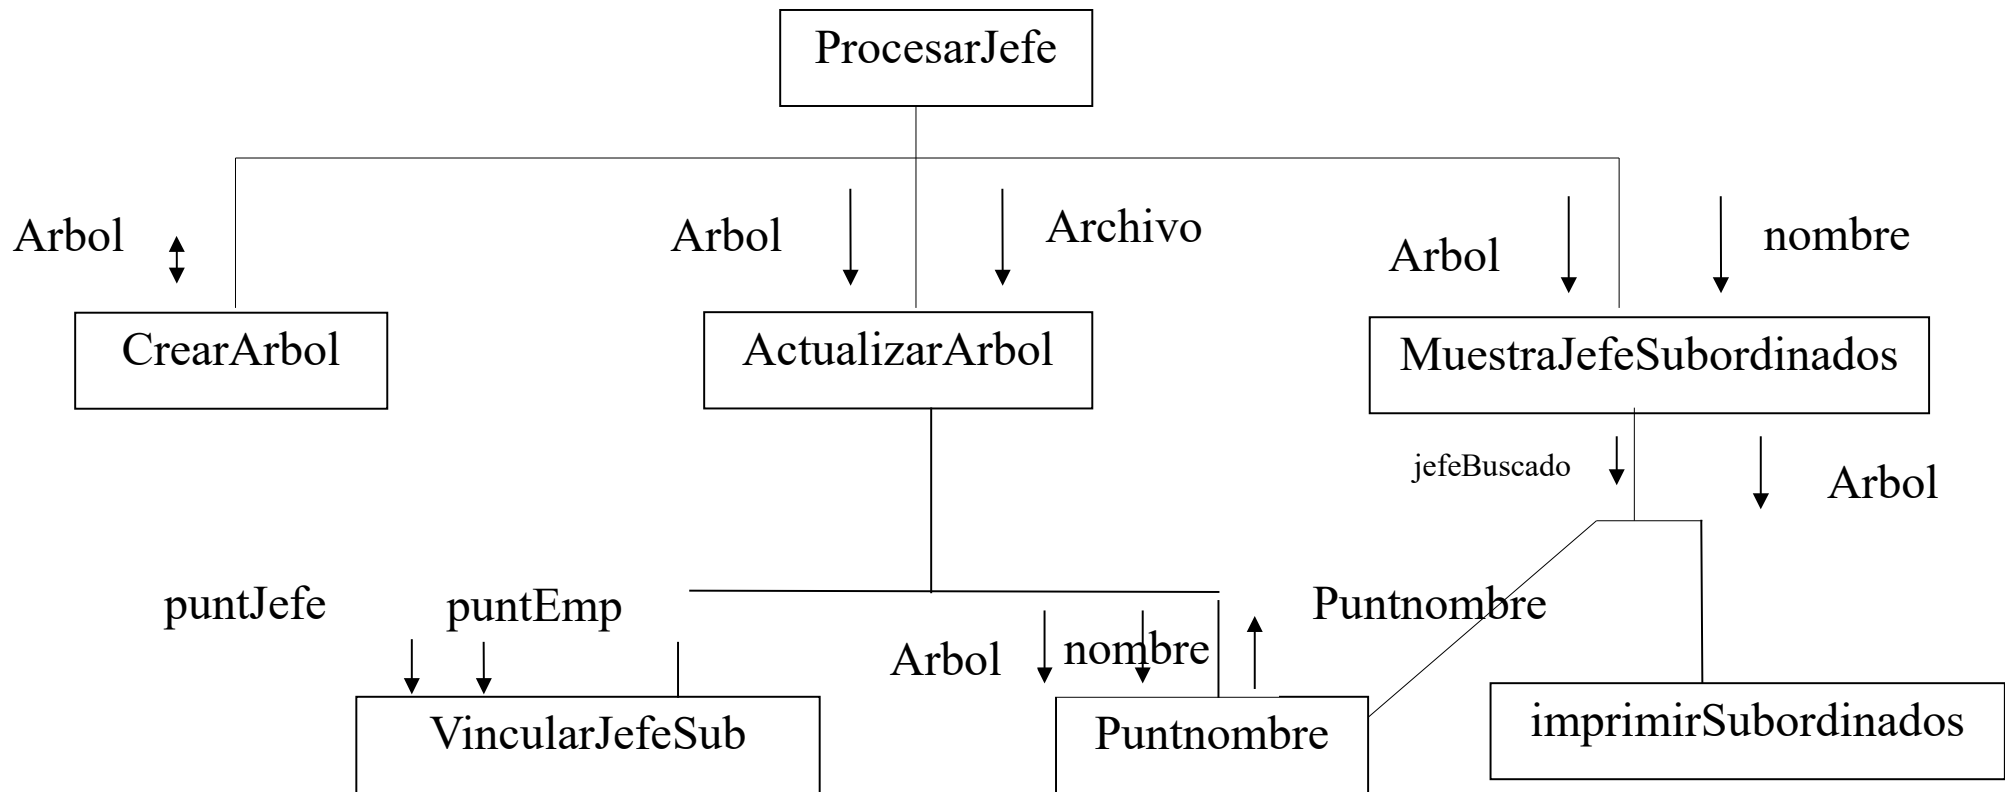 ProcesarJefe
Arbol
Arbol
Archivo
Arbol
nombre
CrearArbol
ActualizarArbol
MuestraJefeSubordinados
jefeBuscado
Arbol
puntJefe
puntEmp
Arbol
nombre
Puntnombre
VincularJefeSub
Puntnombre
imprimirSubordinados